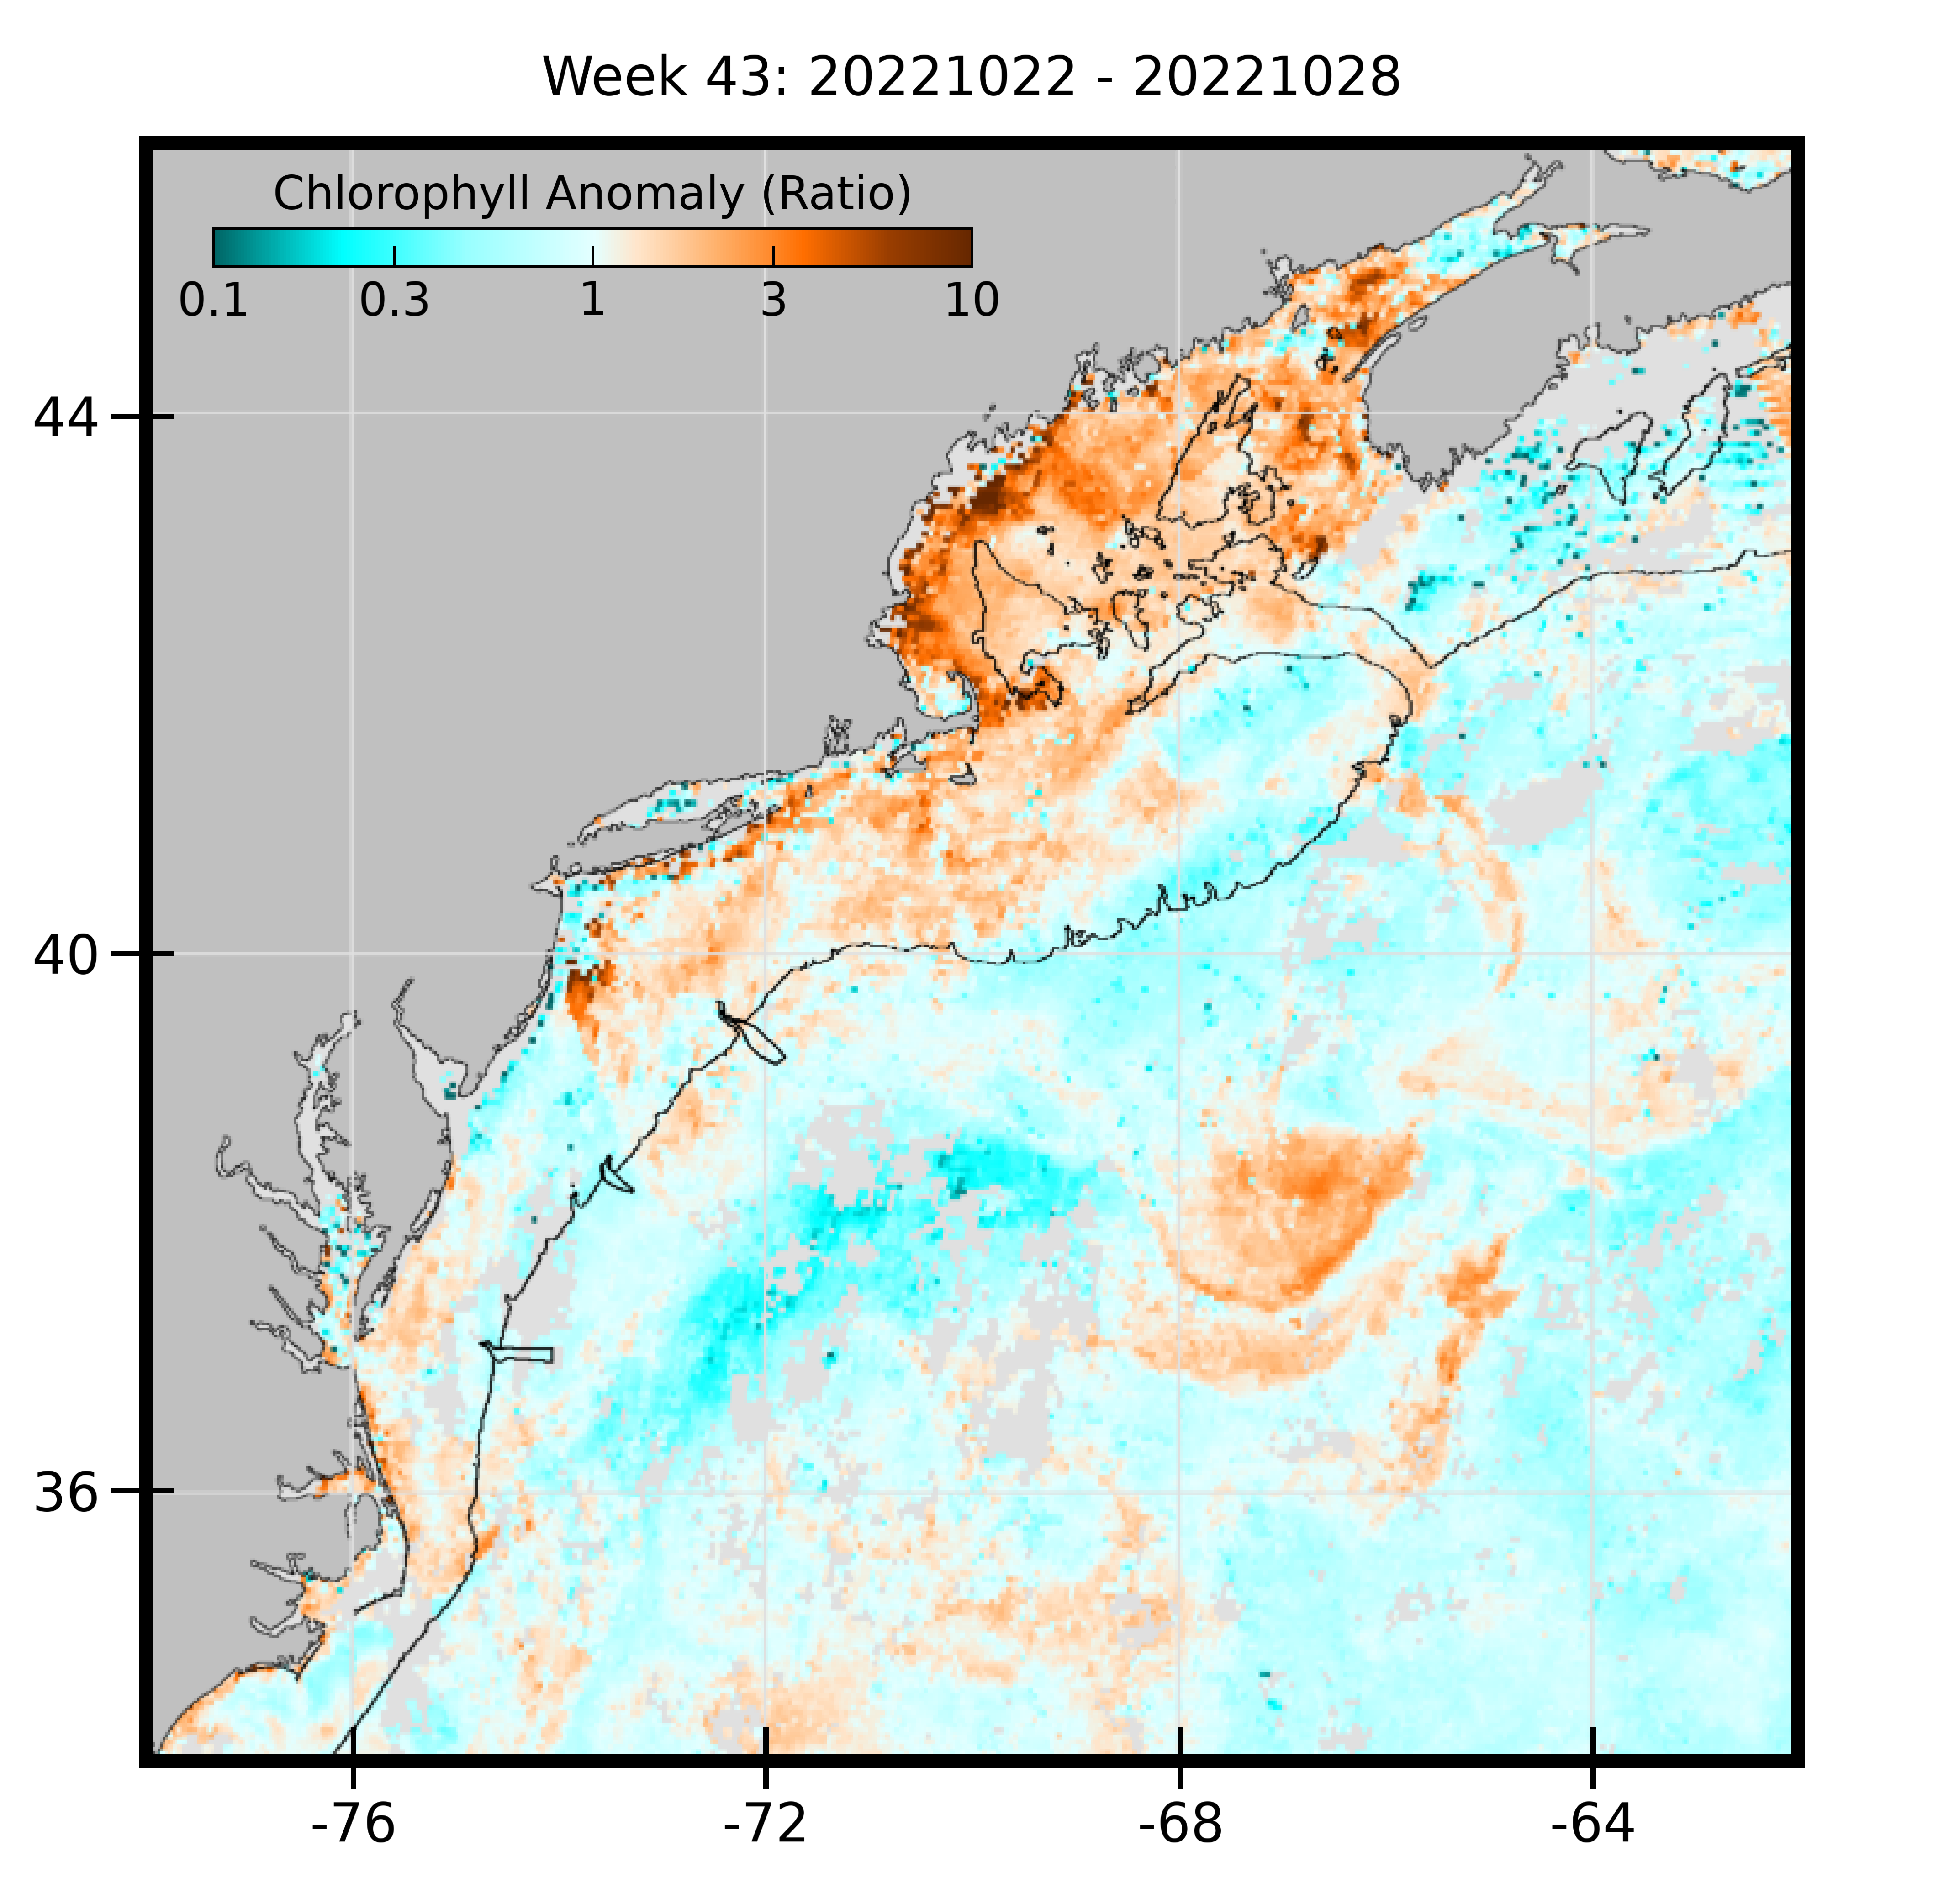 Week 43: 20221022 - 20221028
Chlorophyll Anomaly (Ratio)
0.1 0.3 1 3 10
44
40
36
-76 -72 -68 -64